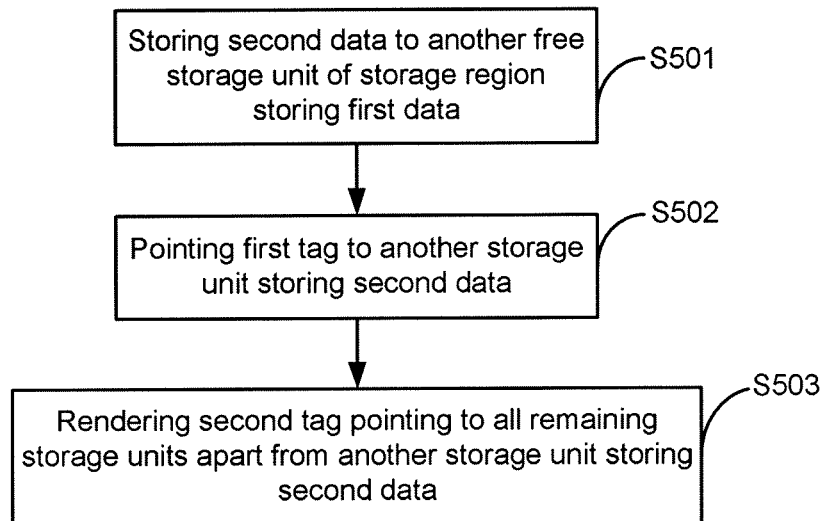 Storing second data to another free
storage unit of storage region
storing first data
S501
Pointing first tag to another storage
unit storing second data
S502
Rendering second tag pointing to all remaining
storage units apart from another storage unit storing
second data
S503